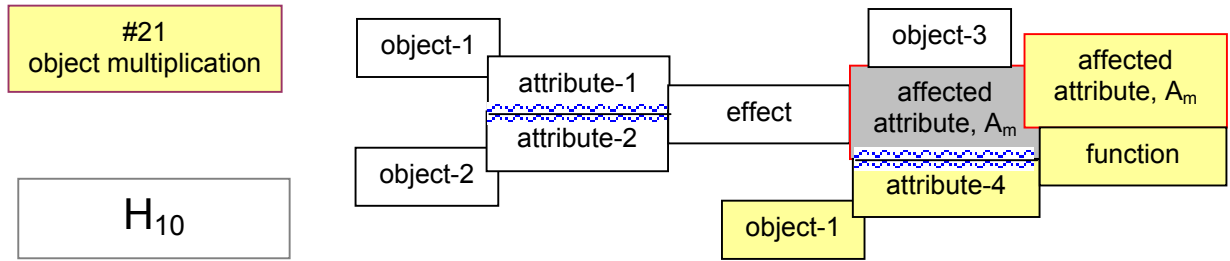 #21
object multiplication
H10
object-1
attribute-1
attribute-2
object-2
effect
object-3
affected
attribute, Am
affected
attribute, Am
function
attribute-4
object-1